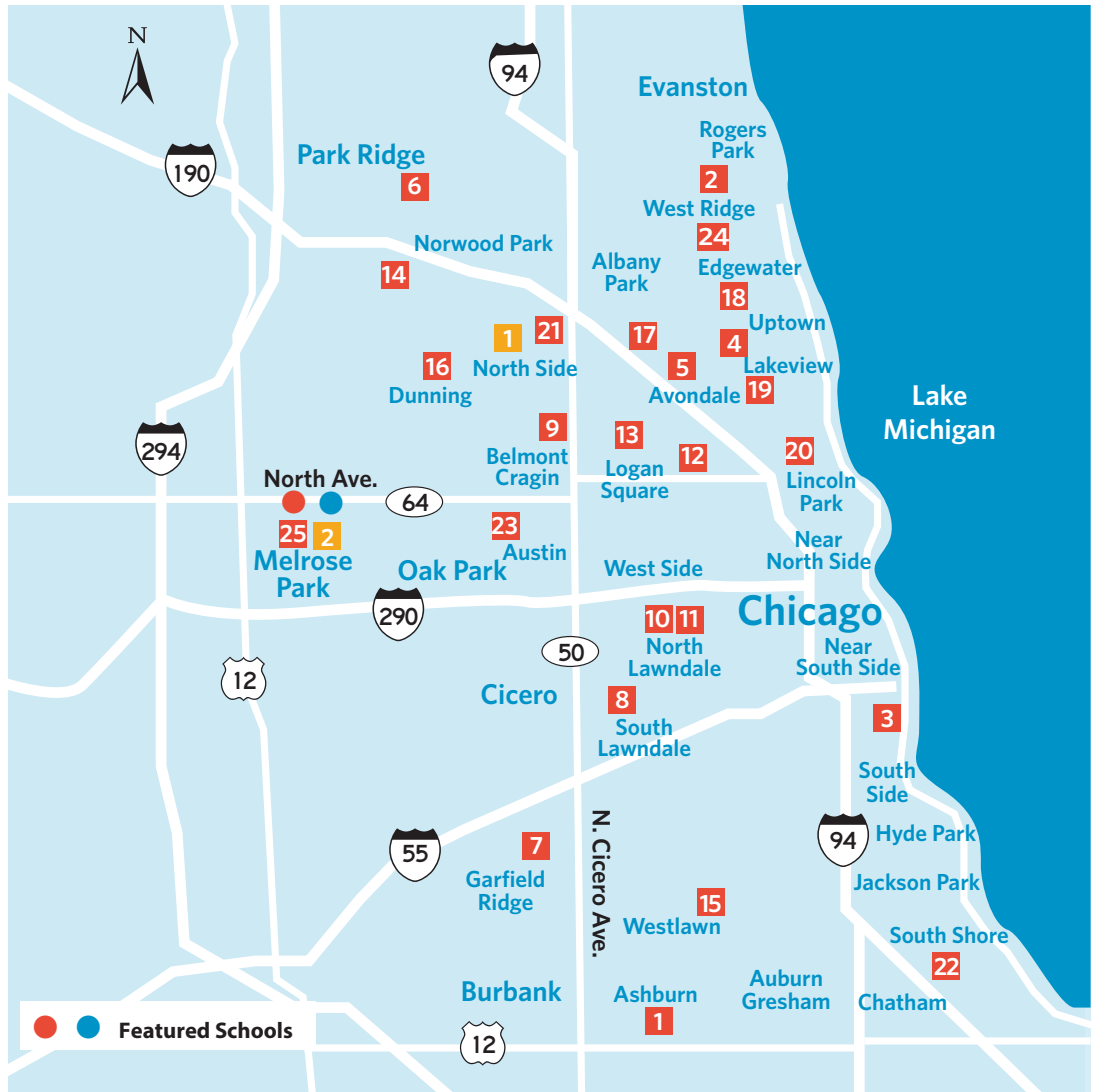 N
94
Evanston
Rogers
Park
Park Ridge
190
6
2
West Ridge
24
Norwood Park
Albany
Park
Edgewater
14
18
Uptown
1
21
17
4
16
North Side
5
Lakeview
Dunning
Avondale
19
Lake
Michigan
9
13
294
Belmont
Cragin
Logan
Square
12
20
Lincoln
Park
North Ave.
64
25
2
23
Austin
Near
North Side
Melrose
Park
Oak Park
West Side
290
10
11
Chicago
North
Lawndale
50
Near
South Side
12
Cicero
8
3
South
Lawndale
South
Side
N. Cicero Ave.
55
7
94
Hyde Park
Garfield
Ridge
Jackson Park
15
Westlawn
South Shore
22
Burbank
Ashburn
Auburn
Gresham
Chatham
1
Featured Schools
12